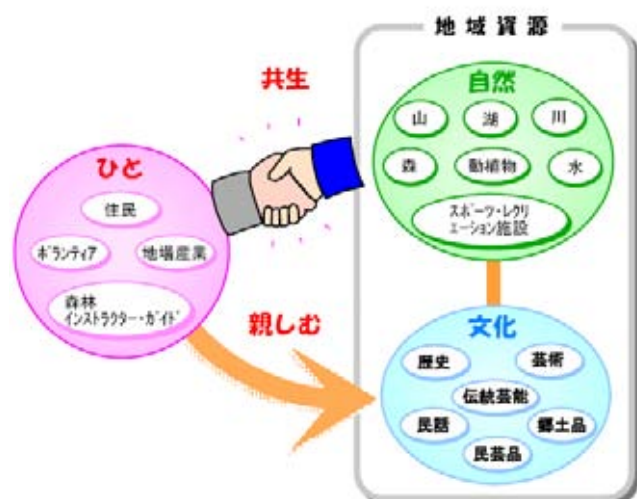 地域資源
共生
自然
山
湖
川
森
動植物
水
スポーツ・レクリ
エーション施設
ひと
住民
ボランティア
地場産業
森林
インストラクター・ガイド
親しむ
文化
歴史
芸術
伝統芸能
民話
郷土品
民芸品